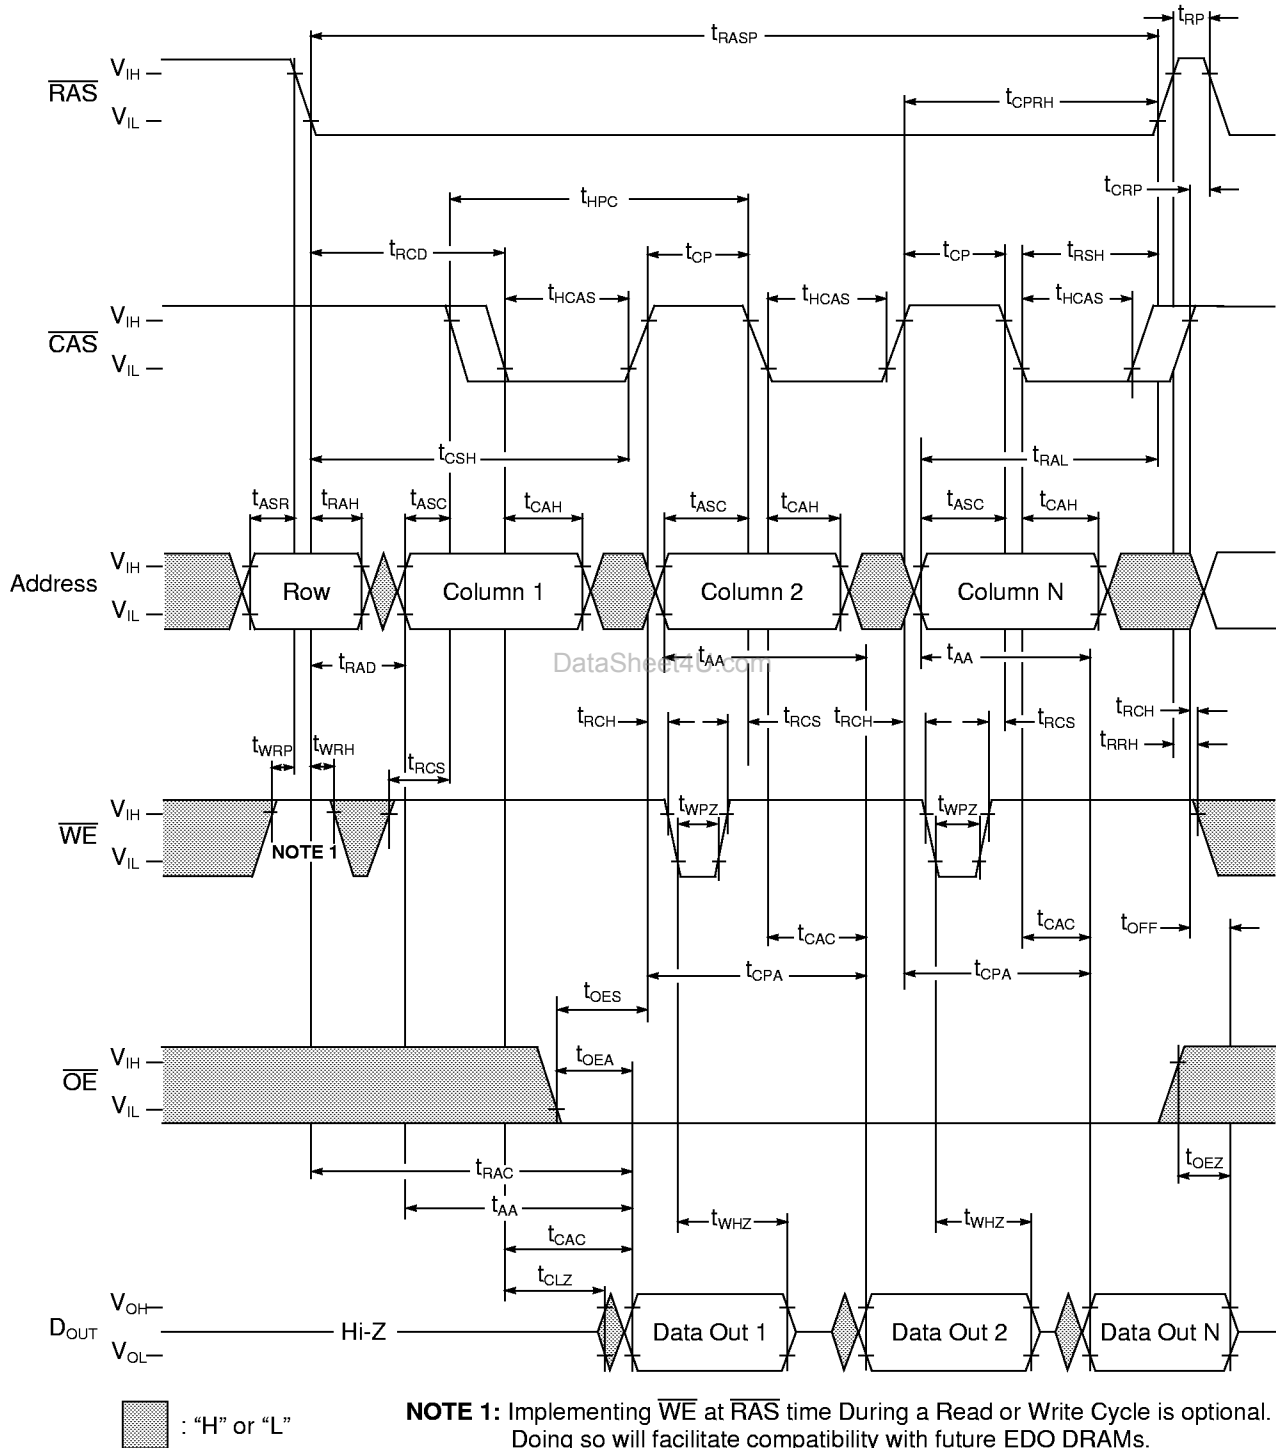 tRP
tRASP
VIH
RAS
VIL
tCPRH
tCRP
tHPC
tRCD tCP tCP tRSH
tHCAS tHCAS tHCAS
VIH
CAS
VIL
tCSH tRAL
tASR tRAH tASC tCAH tASC tCAH tASC tCAH
VIH
Address Row Column 1 Column 2 Column N
VIL
tRAD tAA tAA
DataSheet4U.com
tRCH tRCS tRCH tRCS tRCH
tWRP tWRH tRCS tRRH
VIH
WE tWPZ tWPZ
VIL NOTE 1
tCAC tCAC tOFF
tCPA tCPA
tOES
VIH tOEA
OE
VIL
tRAC tOEZ
tAA tWHZ tWHZ
tCAC
tCLZ
VOH
DOUT Hi-Z Data Out 1 Data Out 2 Data Out N
VOL
: “H” or “L”
NOTE 1: Implementing WE at RAS time During a Read or Write Cycle is optional.
Doing so will facilitate compatibility with future EDO DRAMs.